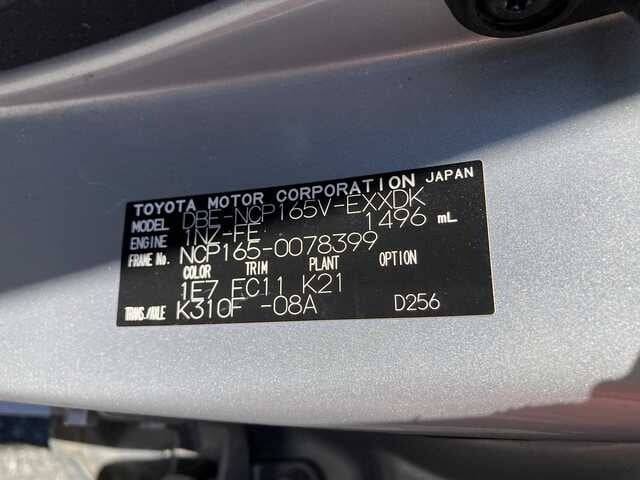 TOYOTA MOTOR CORPORATION JAPAN
MODEL DBE-NCP165V-EXXDK
ENGINE 1NZ-FE 1496 mL
FRAME No. NCP165-0078399
COLOR TRIM PLANT OPTION
1E7 FC11 K21
TRANS./AXLE K310F -08A D256